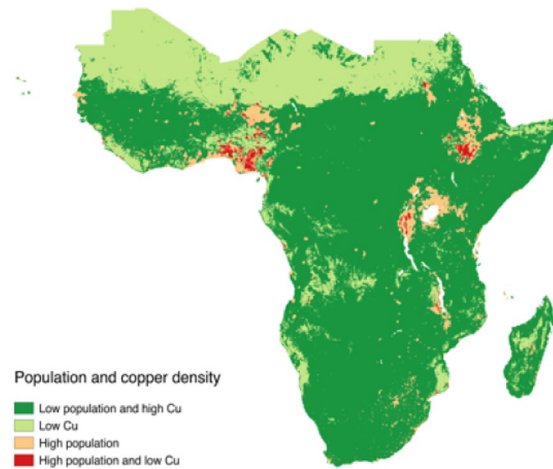 Population and copper density
Low population and high Cu
Low Cu
High population
High population and low Cu